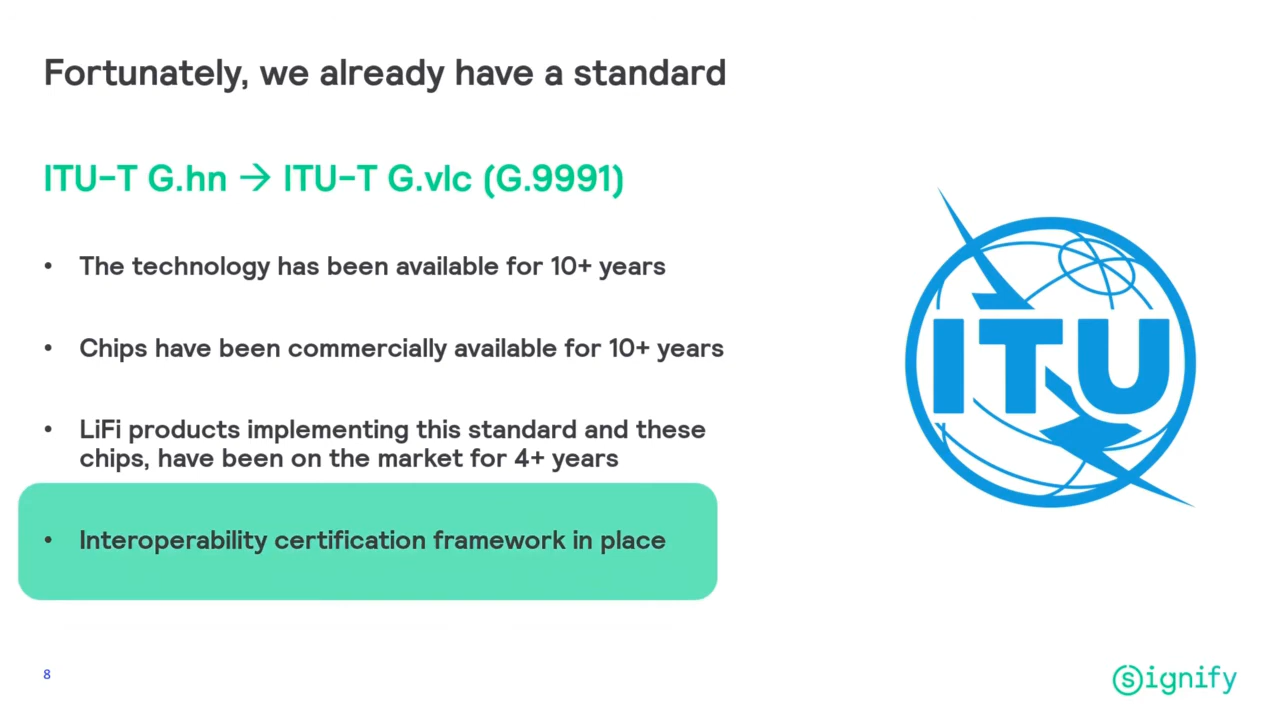 Fortunately, we already have a standard
ITU-T G.hn → ITU-T G.vlc (G.9991)
• The technology has been available for 10+ years
• Chips have been commercially available for 10+ years
• LiFi products implementing this standard and these
chips, have been on the market for 4+ years
• Interoperability certification framework in place
ITU
8
signify